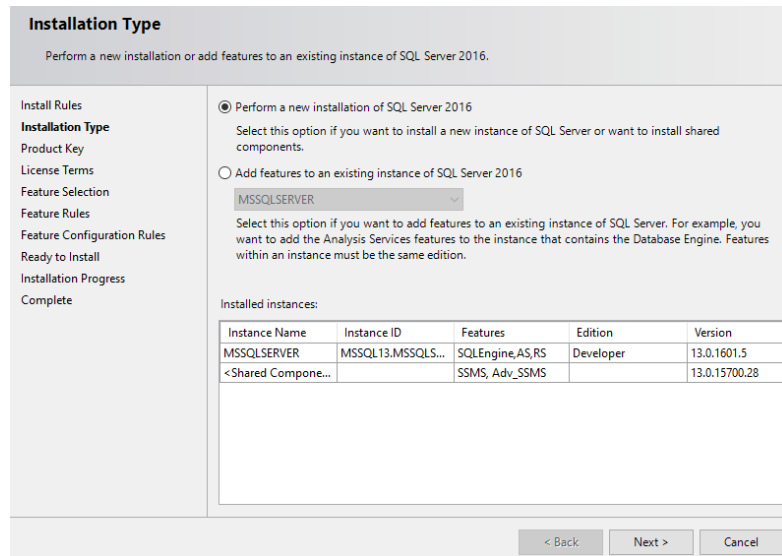 Installation Type
Perform a new installation or add features to an existing instance of SQL Server 2016.
Install Rules
Installation Type
Product Key
License Terms
Feature Selection
Feature Rules
Feature Configuration Rules
Ready to Install
Installation Progress
Complete
Perform a new installation of SQL Server 2016
Select this option if you want to install a new instance of SQL Server or want to install shared
components.
Add features to an existing instance of SQL Server 2016
MSSQLSERVER
Select this option if you want to add features to an existing instance of SQL Server. For example, you
want to add the Analysis Services features to the instance that contains the Database Engine. Features
within an instance must be the same edition.
Installed instances:
Instance Name Instance ID Features Edition Version
MSSQLSERVER MSSQL13.MSSQLS... SQLEngine,AS,RS Developer 13.0.1601.5
<Shared Compone... SSMS, Adv_SSMS 13.0.15700.28
< Back Next > Cancel